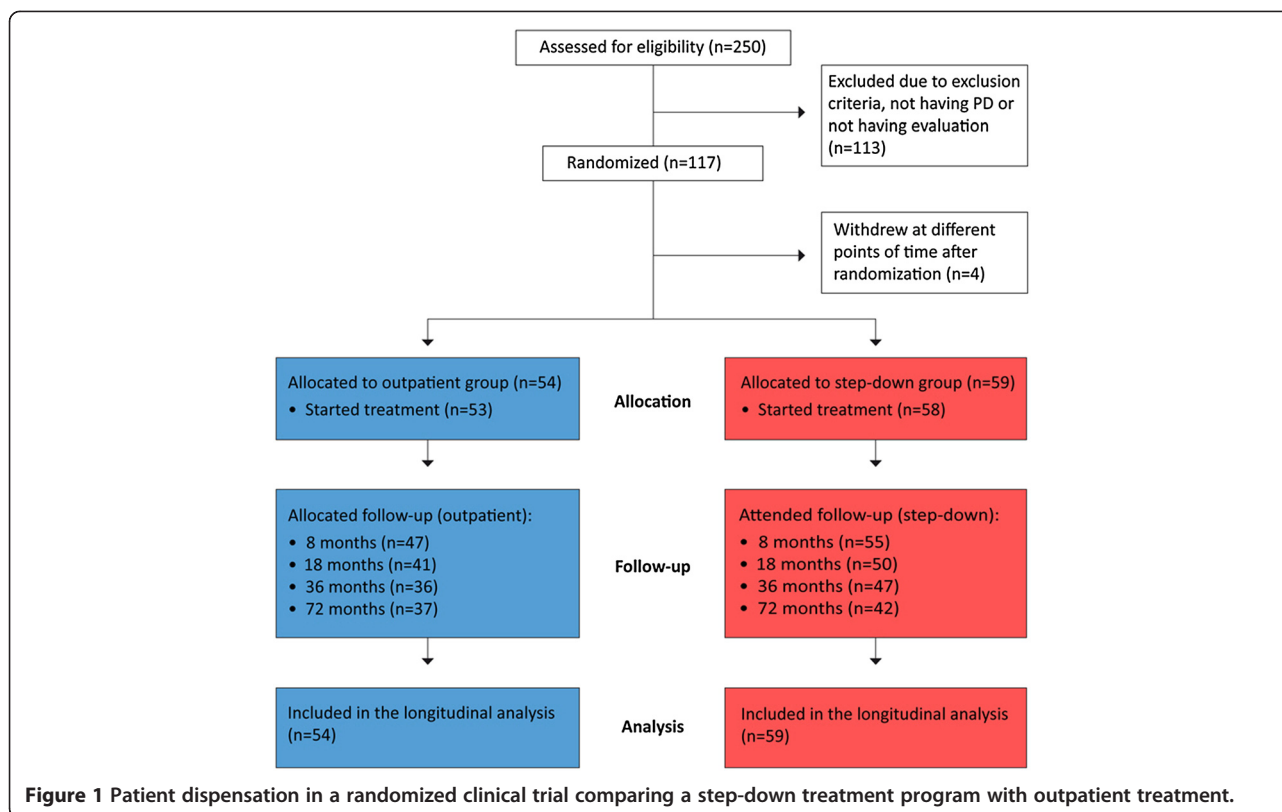 Assessed for eligibility (n=250)
Excluded due to exclusion
criteria, not having PD or
not having evaluation
(n=113)
Randomized (n=117)
Withdrew at different
points of time after
randomization (n=4)
Allocated to outpatient group (n=54)
• Started treatment (n=53)
Allocation
Allocated to step-down group (n=59)
• Started treatment (n=58)
Allocated follow-up (outpatient):
• 8 months (n=47)
• 18 months (n=41)
• 36 months (n=36)
• 72 months (n=37)
Follow-up
Attended follow-up (step-down):
• 8 months (n=55)
• 18 months (n=50)
• 36 months (n=47)
• 72 months (n=42)
Included in the longitudinal analysis
(n=54)
Analysis
Included in the longitudinal analysis
(n=59)
Figure 1 Patient dispensation in a randomized clinical trial comparing a step-down treatment program with outpatient treatment.